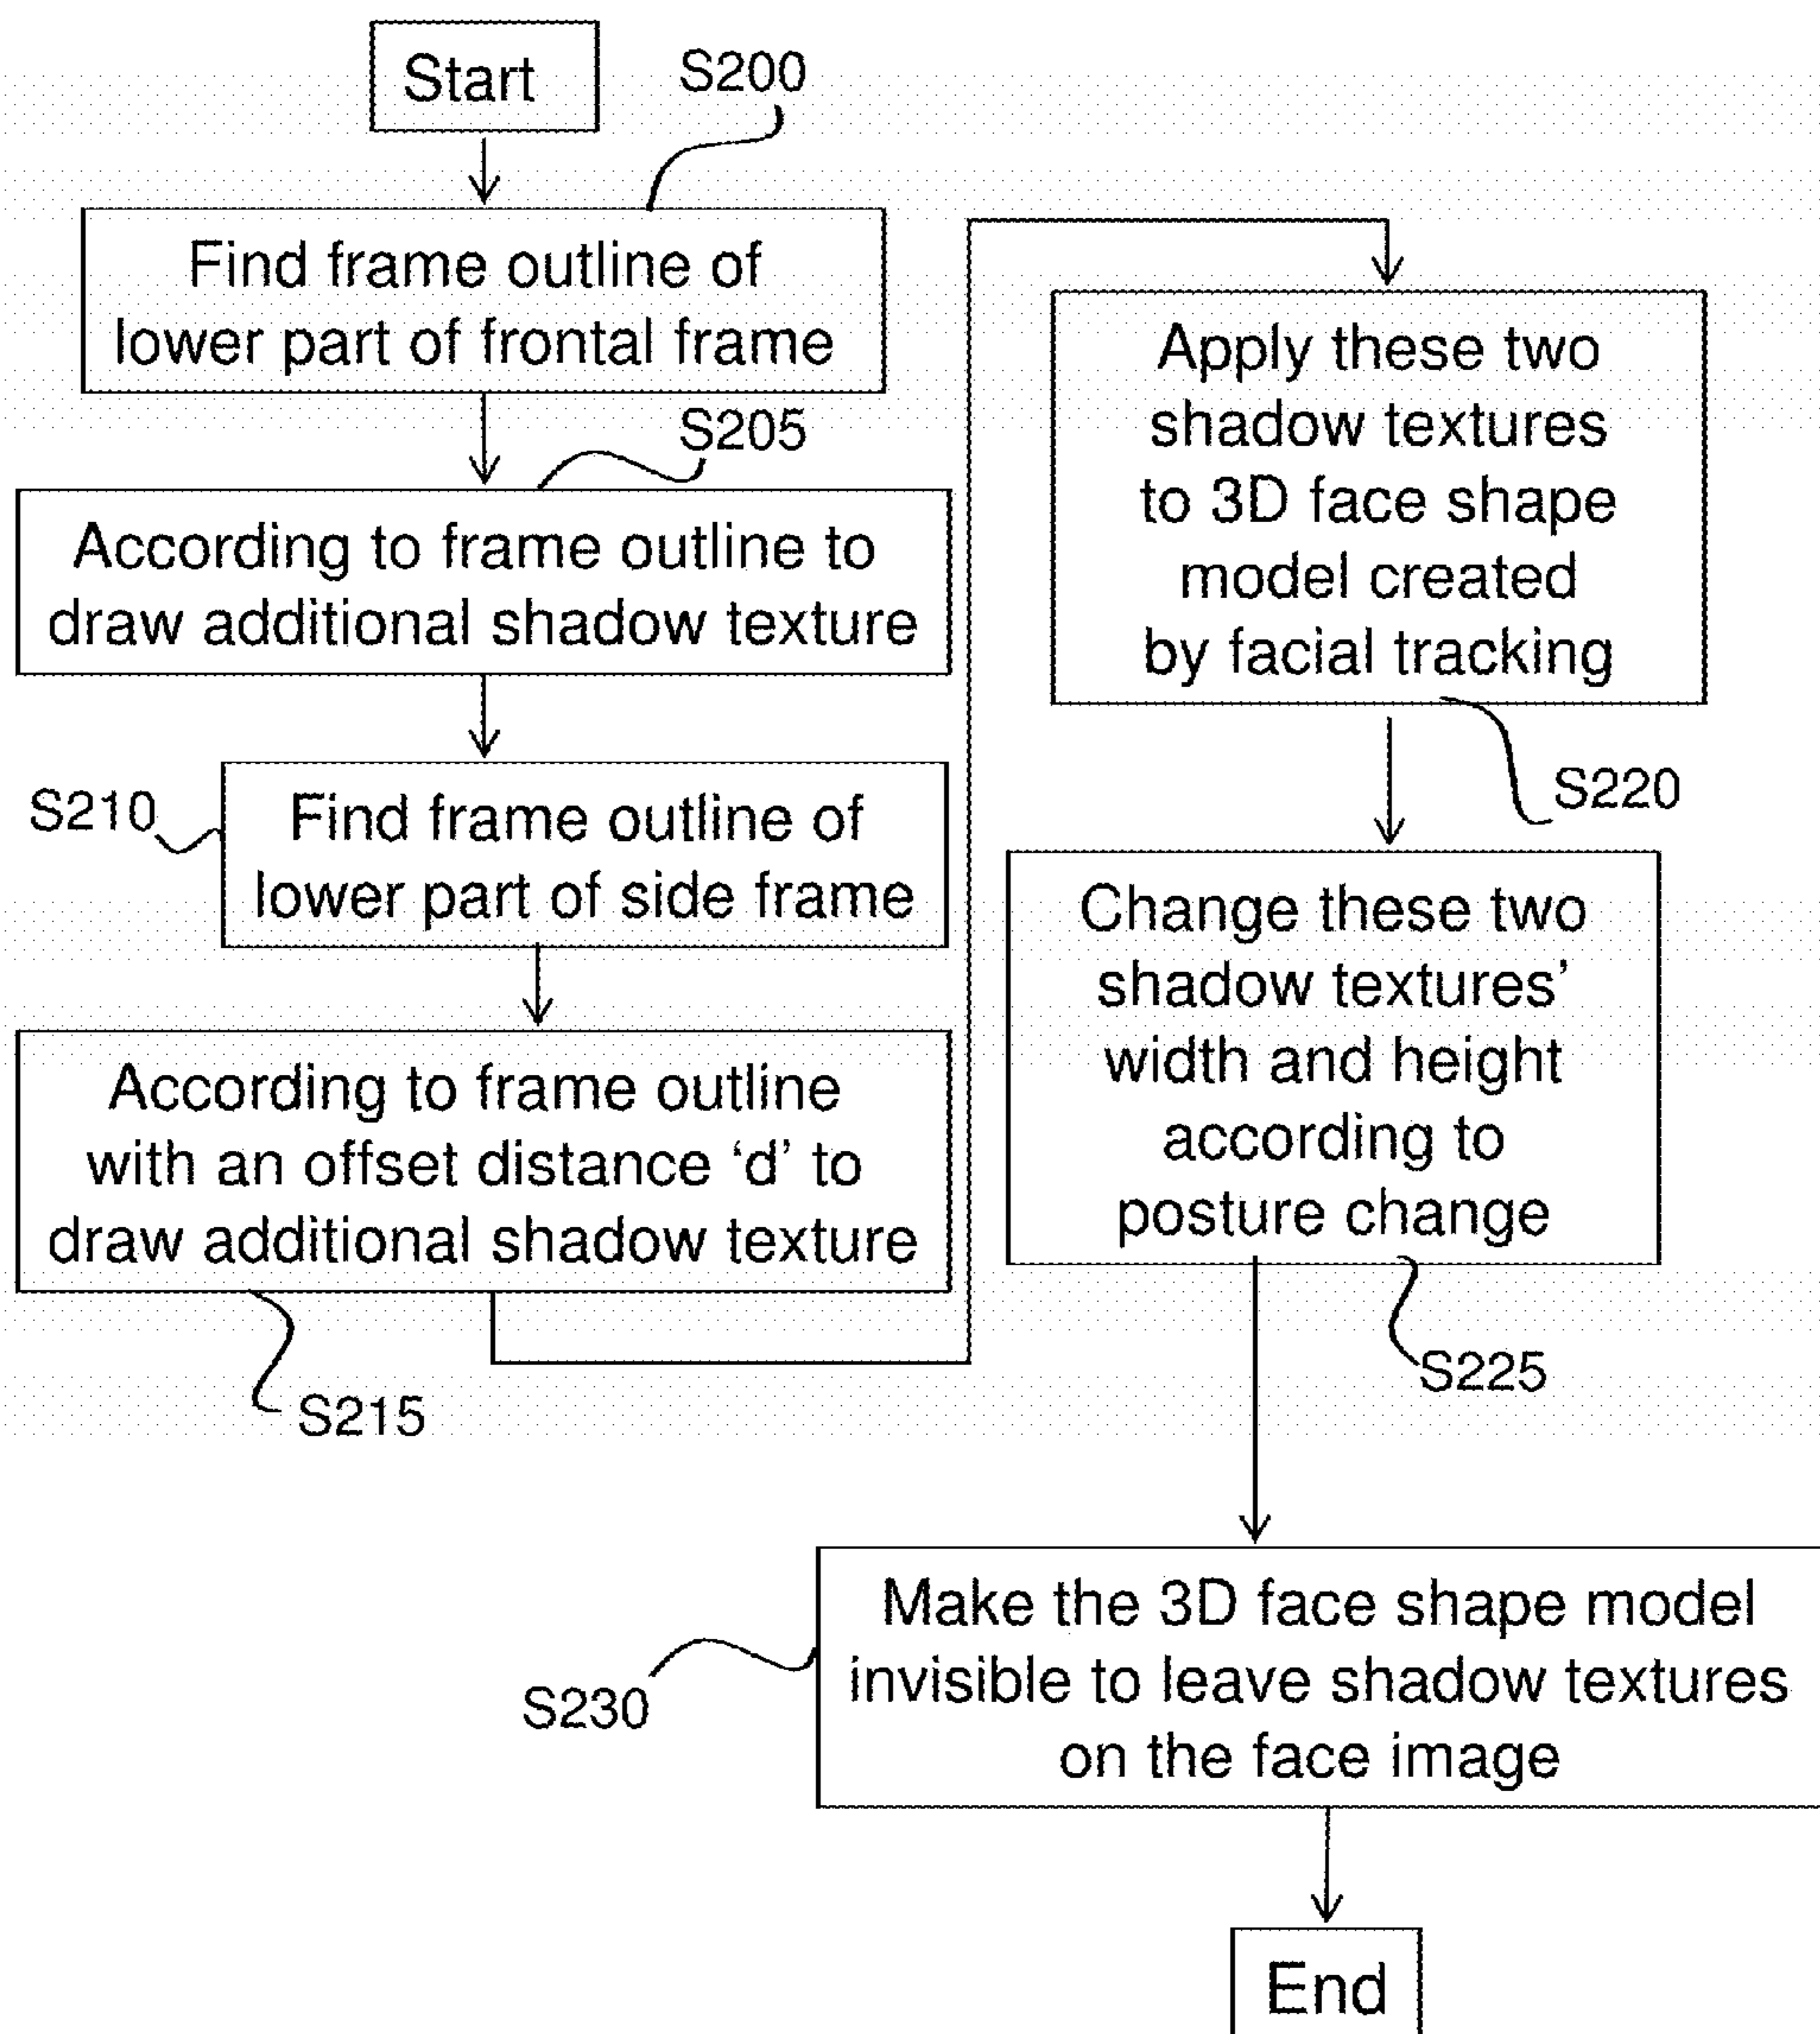 Start
S200
Find frame outline of
lower part of frontal frame
S205
According to frame outline to
draw additional shadow texture
S210
Find frame outline of
lower part of side frame
According to frame outline
with an offset distance ‘d’ to
draw additional shadow texture
S215
Apply these two
shadow textures
to 3D face shape
model created
by facial tracking
S220
Change these two
shadow textures’
width and height
according to
posture change
S225
Make the 3D face shape model
invisible to leave shadow textures
on the face image
S230
End